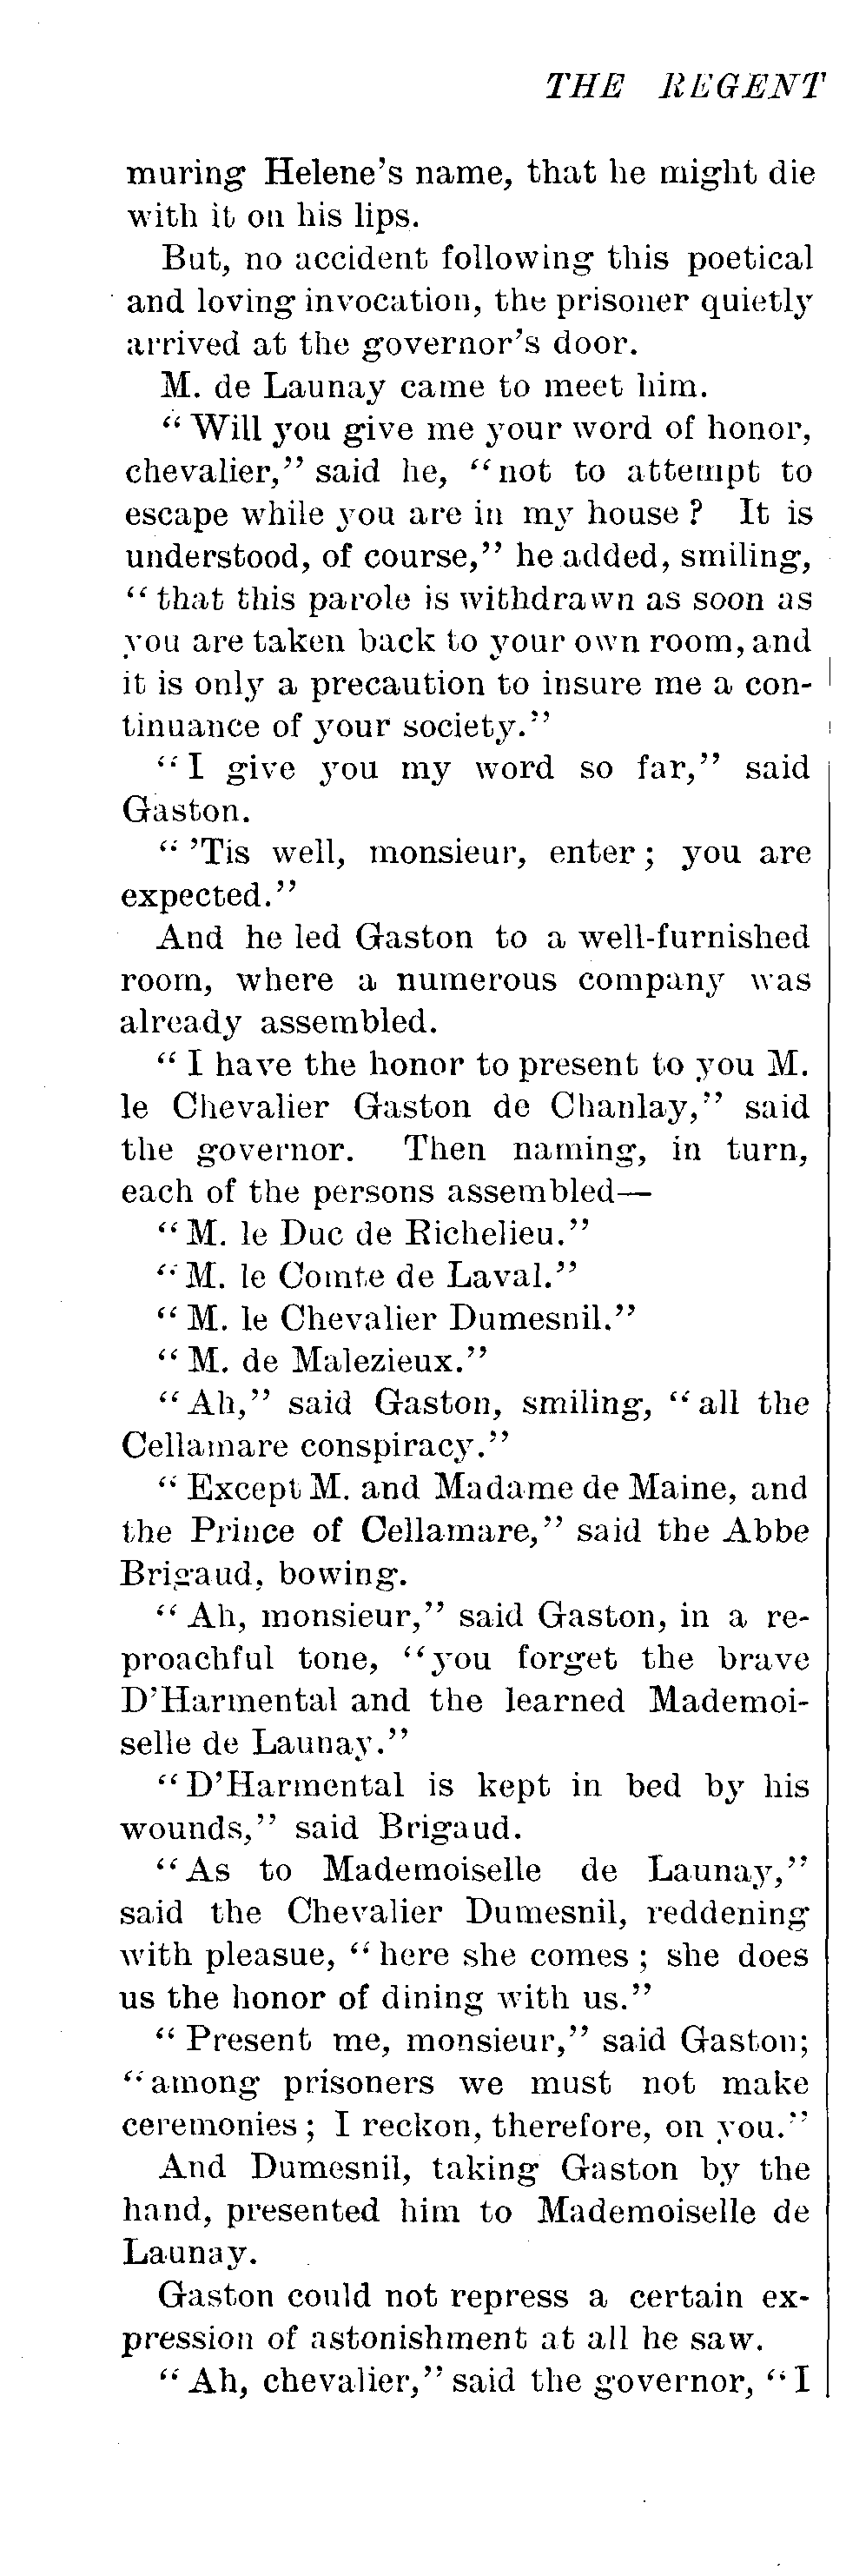 THE REGENT
muring Helene's name, that he might die
with it on his lips.
But, no accident following this poetical
and loving invocation, the prisoner quietly
arrived at the governor's door.
M. de Launay came to meet him.
"Will you give me your word of honor,
chevalier," said he, "not to attempt to
escape while you are in my house? It is
understood, of course," he added, smiling,
"that this parole is withdrawn as soon as
you are taken back to your own room, and
it is only a precaution to insure me a con-
tinuance of your society."
"I give you my word so far," said
Gaston.
"'Tis well, monsieur, enter; you are
expected."
And he led Gaston to a well-furnished
room, where a numerous company was
already assembled.
"I have the honor to present to you M.
le Chevalier Gaston de Chanlay," said
the governor. Then naming, in turn,
each of the persons assembled—
"M. le Duc de Richelieu."
"M. le Comte de Laval."
"M. le Chevalier Dumesnil."
"M. de Malezieux."
"Ah," said Gaston, smiling, "all the
Cellamare conspiracy."
"Except M. and Madame de Maine, and
the Prince of Cellamare," said the Abbe
Brigaud, bowing.
"Ah, monsieur," said Gaston, in a re-
proachful tone, "you forget the brave
D'Harmental and the learned Mademoi-
selle de Launay."
"D'Harmental is kept in bed by his
wounds," said Brigaud.
"As to Mademoiselle de Launay,"
said the Chevalier Dumesnil, reddening
with pleasue, "here she comes; she does
us the honor of dining with us."
"Present me, monsieur," said Gaston;
"among prisoners we must not make
ceremonies; I reckon, therefore, on you."
And Dumesnil, taking Gaston by the
hand, presented him to Mademoiselle de
Launay.
Gaston could not repress a certain ex-
pression of astonishment at all he saw.
"Ah, chevalier," said the governor, "I